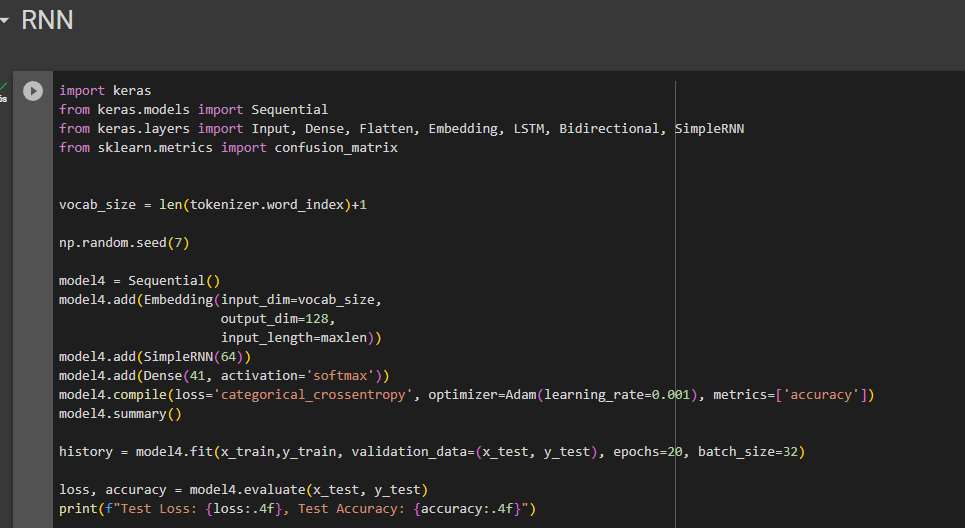 RNN
import keras
from keras.models import Sequential
from keras.layers import Input, Dense, Flatten, Embedding, LSTM, Bidirectional, SimpleRNN
from sklearn.metrics import confusion_matrix
vocab_size = len(tokenizer.word_index)+1
np.random.seed(7)
model4 = Sequential()
model4.add(Embedding(input_dim=vocab_size,
output_dim=128,
input_length=maxlen))
model4.add(SimpleRNN(64))
model4.add(Dense(41, activation='softmax'))
model4.compile(loss='categorical_crossentropy', optimizer=Adam(learning_rate=0.001), metrics=['accuracy'])
model4.summary()
history = model4.fit(x_train,y_train, validation_data=(x_test, y_test), epochs=20, batch_size=32)
loss, accuracy = model4.evaluate(x_test, y_test)
print(f"Test Loss: {loss:.4f}, Test Accuracy: {accuracy:.4f}")